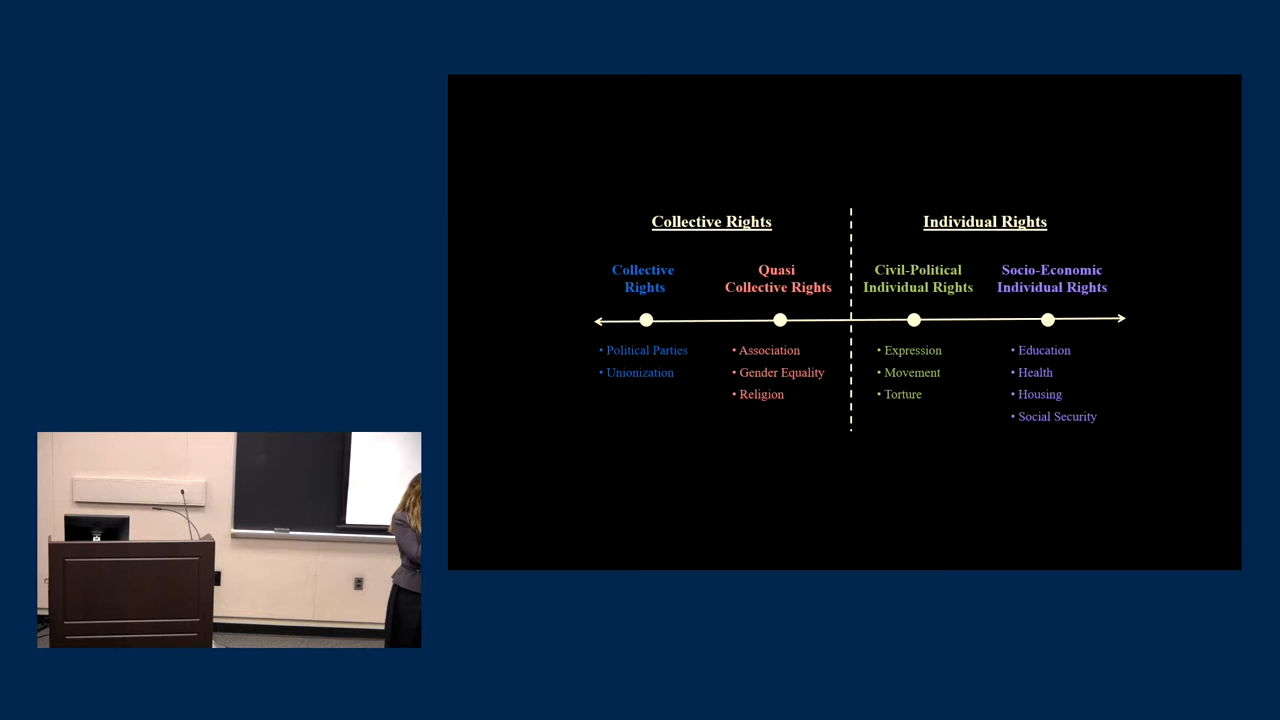 Collective Rights
Individual Rights
Collective
Rights
Quasi
Collective Rights
Civil-Political
Individual Rights
Socio-Economic
Individual Rights
• Political Parties
• Unionization
• Association
• Gender Equality
• Religion
• Expression
• Movement
• Torture
• Education
• Health
• Housing
• Social Security